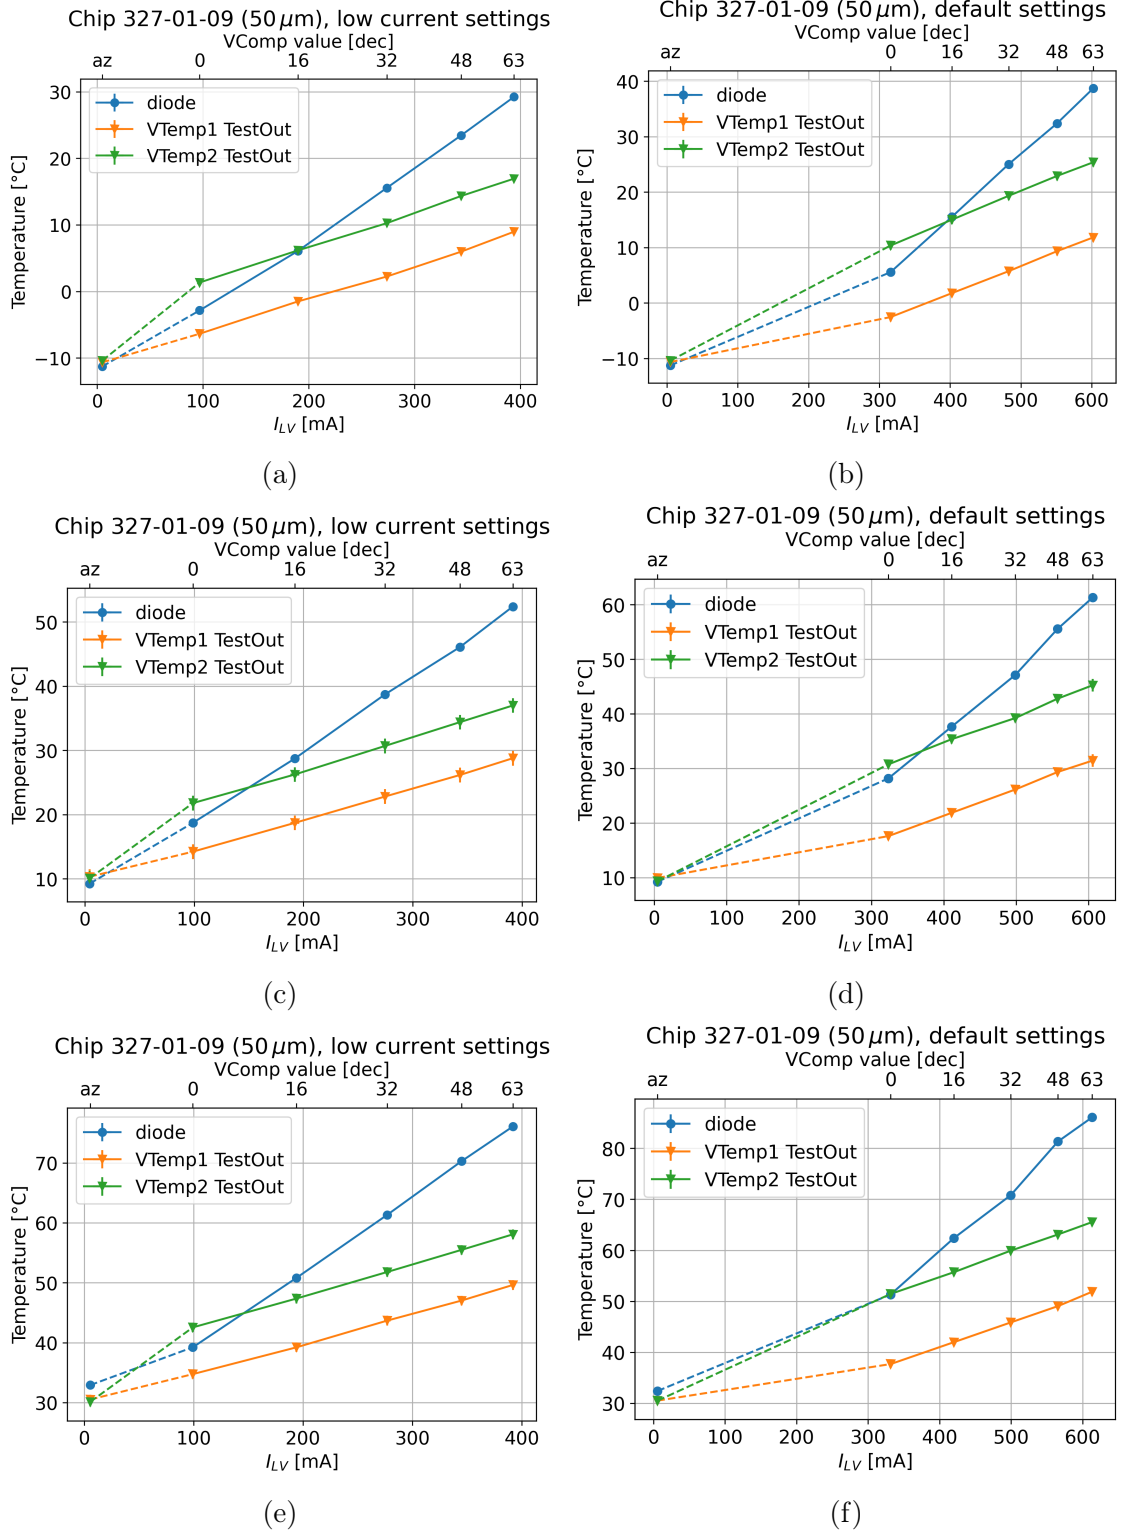 Chip 327-01-09 (50 μm), low current settings
VComp value [dec]
az 0 16 32 48 63
30
20
10
0
−10
Temperature [°C]
diode
VTemp1 TestOut
VTemp2 TestOut
0 100 200 300 400
I_LV [mA]
(a)
Chip 327-01-09 (50 μm), default settings
VComp value [dec]
az 0 16 32 48 63
40
30
20
10
0
−10
Temperature [°C]
diode
VTemp1 TestOut
VTemp2 TestOut
0 100 200 300 400 500 600
I_LV [mA]
(b)
Chip 327-01-09 (50 μm), low current settings
VComp value [dec]
az 0 16 32 48 63
50
40
30
20
10
Temperature [°C]
diode
VTemp1 TestOut
VTemp2 TestOut
0 100 200 300 400
I_LV [mA]
(c)
Chip 327-01-09 (50 μm), default settings
VComp value [dec]
az 0 16 32 48 63
60
50
40
30
20
10
Temperature [°C]
diode
VTemp1 TestOut
VTemp2 TestOut
0 100 200 300 400 500 600
I_LV [mA]
(d)
Chip 327-01-09 (50 μm), low current settings
VComp value [dec]
az 0 16 32 48 63
70
60
50
40
30
Temperature [°C]
diode
VTemp1 TestOut
VTemp2 TestOut
0 100 200 300 400
I_LV [mA]
(e)
Chip 327-01-09 (50 μm), default settings
VComp value [dec]
az 0 16 32 48 63
80
70
60
50
40
30
Temperature [°C]
diode
VTemp1 TestOut
VTemp2 TestOut
0 100 200 300 400 500 600
I_LV [mA]
(f)